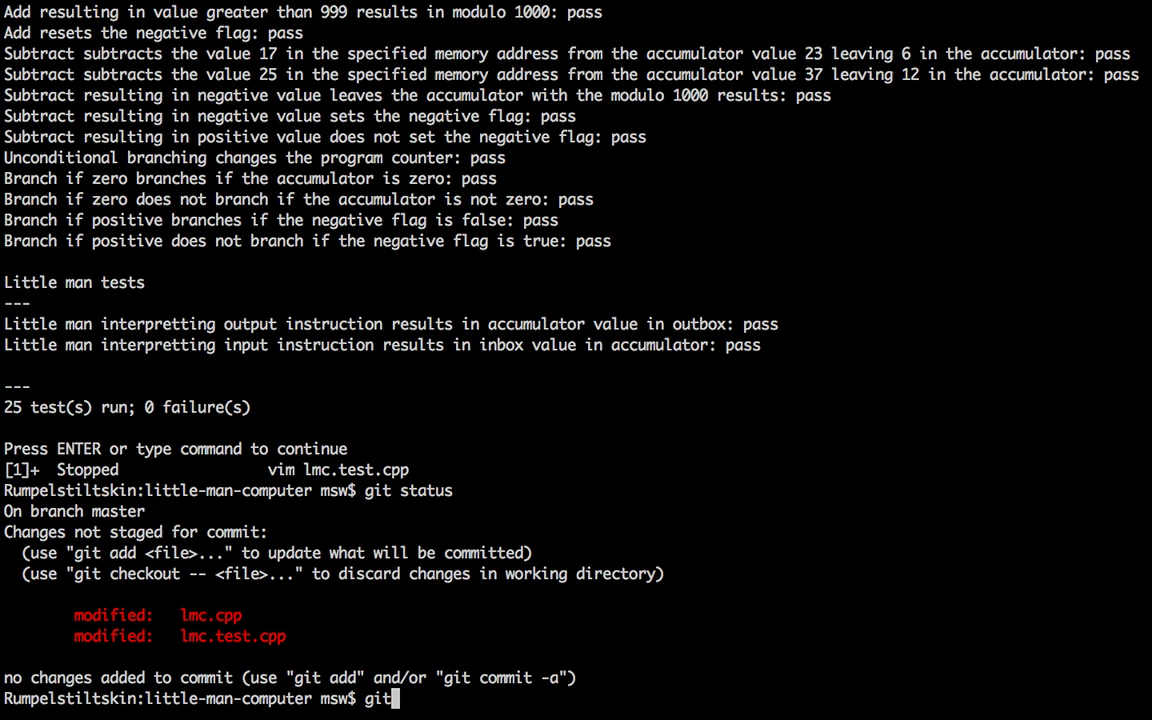 Add resulting in value greater than 999 results in modulo 1000: pass
Add resets the negative flag: pass
Subtract subtracts the value 17 in the specified memory address from the accumulator value 23 leaving 6 in the accumulator: pass
Subtract subtracts the value 25 in the specified memory address from the accumulator value 37 leaving 12 in the accumulator: pass
Subtract resulting in negative value leaves the accumulator with the modulo 1000 results: pass
Subtract resulting in negative value sets the negative flag: pass
Subtract resulting in positive value does not set the negative flag: pass
Unconditional branching changes the program counter: pass
Branch if zero branches if the accumulator is zero: pass
Branch if zero does not branch if the accumulator is not zero: pass
Branch if positive branches if the negative flag is false: pass
Branch if positive does not branch if the negative flag is true: pass
Little man tests
---
Little man interpretting output instruction results in accumulator value in outbox: pass
Little man interpretting input instruction results in inbox value in accumulator: pass
---
25 test(s) run; 0 failure(s)
Press ENTER or type command to continue
[1]+  Stopped                 vim lmc.test.cpp
Rumpelstiltskin:little-man-computer msw$ git status
On branch master
Changes not staged for commit:
  (use "git add <file>..." to update what will be committed)
  (use "git checkout -- <file>..." to discard changes in working directory)
        modified:   lmc.cpp
        modified:   lmc.test.cpp
no changes added to commit (use "git add" and/or "git commit -a")
Rumpelstiltskin:little-man-computer msw$ git